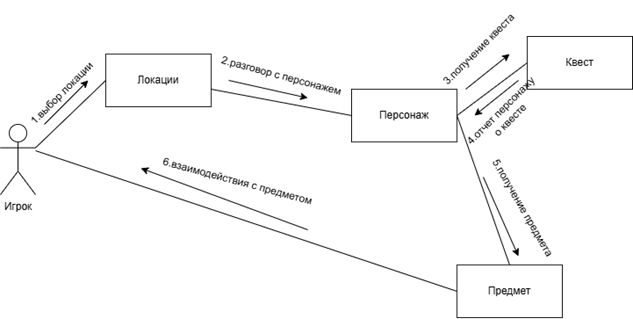 1.выбор локации
Локации
2.разговор с персонажем
Персонаж
3.получение квеста
Квест
4.отчет персонажу
о квесте
5.получение предмета
Предмет
6.взаимодействия с предметом
Игрок